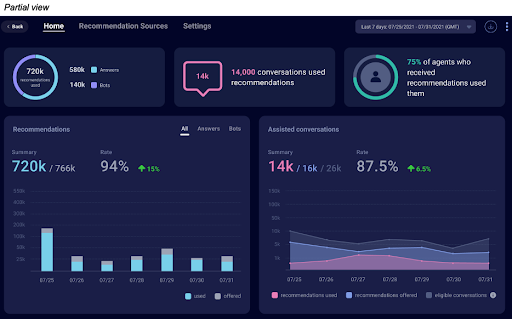 Partial view
Back Home Recommendation Sources Settings Last 7 days: 07/25/2021 - 07/31/2021 (GMT)
720k
recommendations
used
580k Answers
140k Bots
14k
14,000 conversations used
recommendations
75% of agents who
received
recommendations used
them
Recommendations All Answers Bots
Summary Rate
720k / 766k 94% 15%
300k
250k
200k
100k
50k
0k
07/25 07/26 07/27 07/28 07/29 07/30 07/31
used offered
Assisted conversations
Summary Rate
14k / 16k / 26k 87.5% 6.5%
20k
15k
10k
5k
1k
0k
07/25 07/26 07/27 07/28 07/29 07/30 07/31
recommendations used recommendations offered eligible conversations